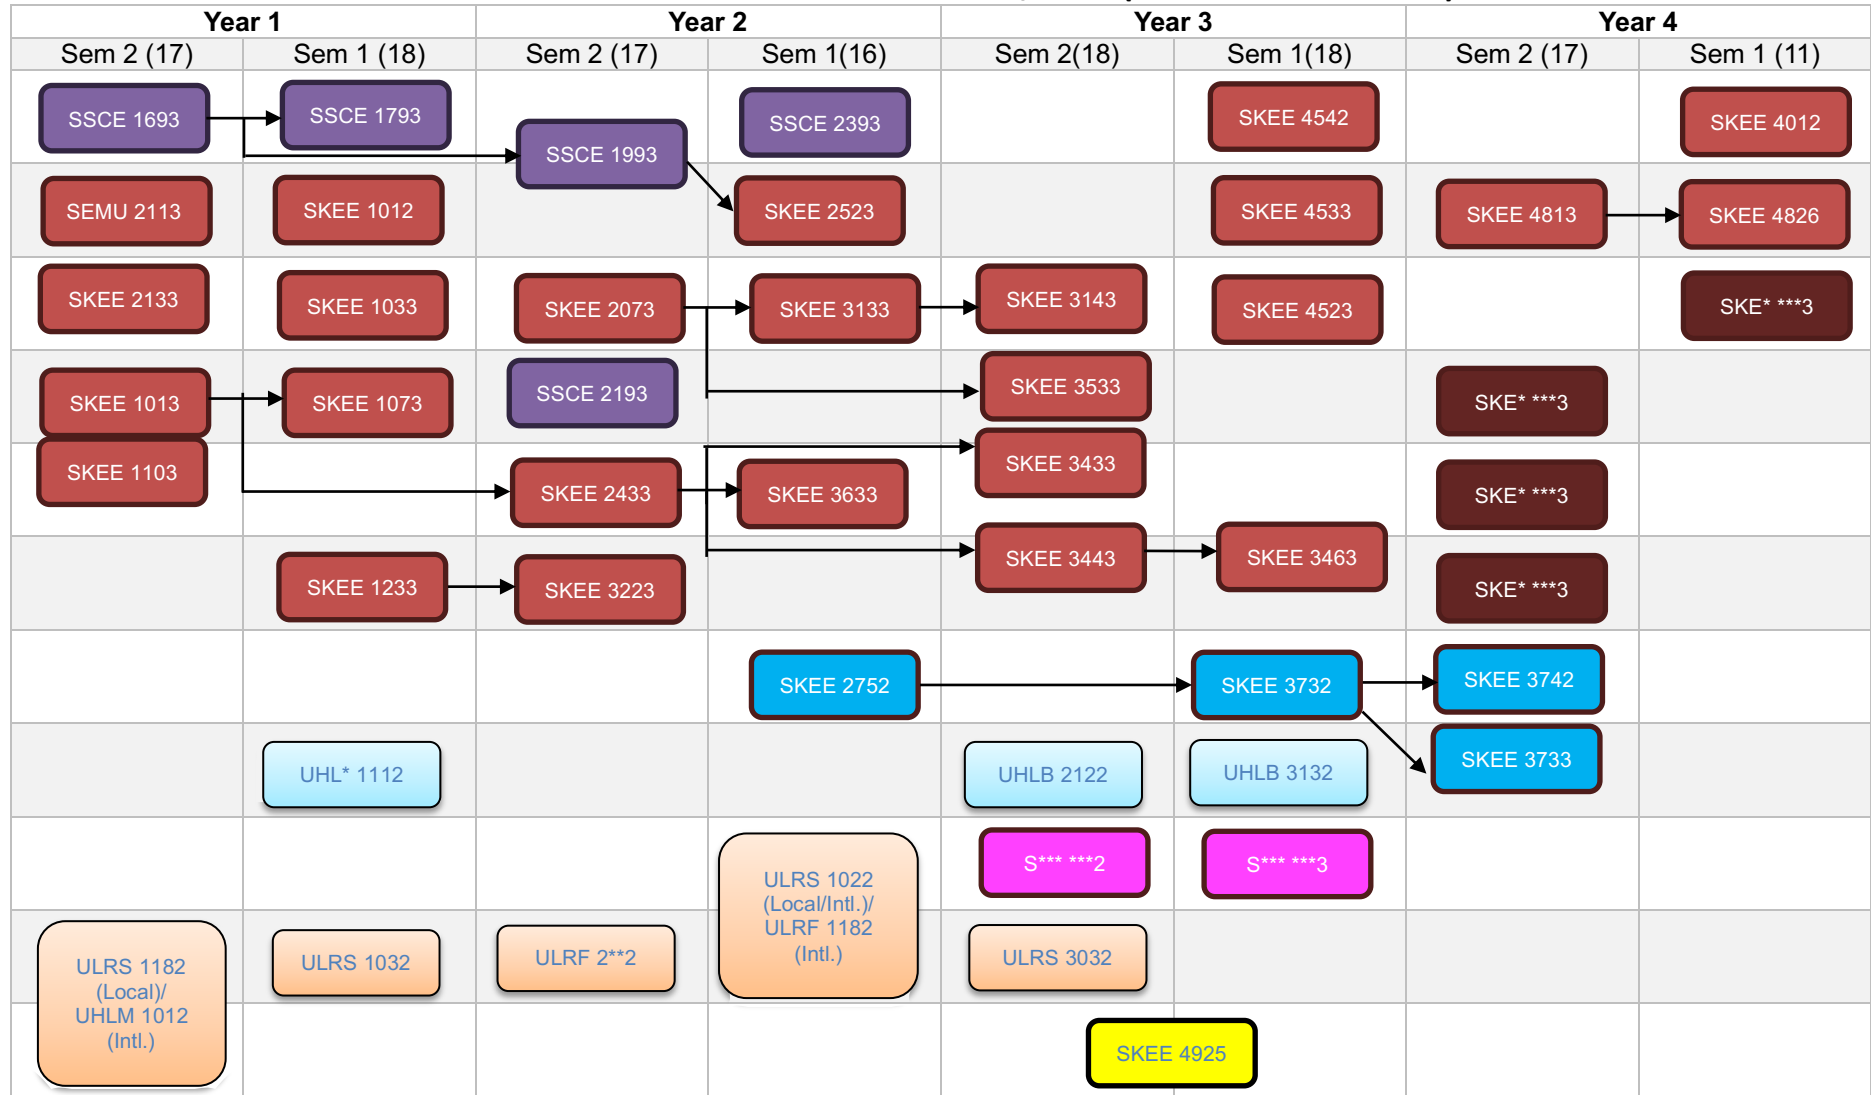 Year 1
Year 2
Year 3
Year 4
Sem 2 (17)
Sem 1 (18)
Sem 2 (17)
Sem 1(16)
Sem 2(18)
Sem 1(18)
Sem 2 (17)
Sem 1 (11)
SSCE 1693
SSCE 1793
SSCE 1993
SSCE 2393
SKEE 4542
SKEE 4012
SEMU 2113
SKEE 1012
SKEE 2523
SKEE 4533
SKEE 4813
SKEE 4826
SKEE 2133
SKEE 1033
SKEE 2073
SKEE 3133
SKEE 3143
SKEE 4523
SKE* ***3
SKEE 1013
SKEE 1073
SSCE 2193
SKEE 3533
SKE* ***3
SKEE 1103
SKEE 2433
SKEE 3633
SKEE 3433
SKE* ***3
SKEE 1233
SKEE 3223
SKEE 3443
SKEE 3463
SKE* ***3
SKEE 2752
SKEE 3732
SKEE 3742
UHL* 1112
UHLB 2122
UHLB 3132
SKEE 3733
ULRS 1022
(Local/Intl.)/
ULRF 1182
(Intl.)
S*** ***2
S*** ***3
ULRS 1182
(Local)/
UHLM 1012
(Intl.)
ULRS 1032
ULRF 2**2
ULRS 3032
SKEE 4925